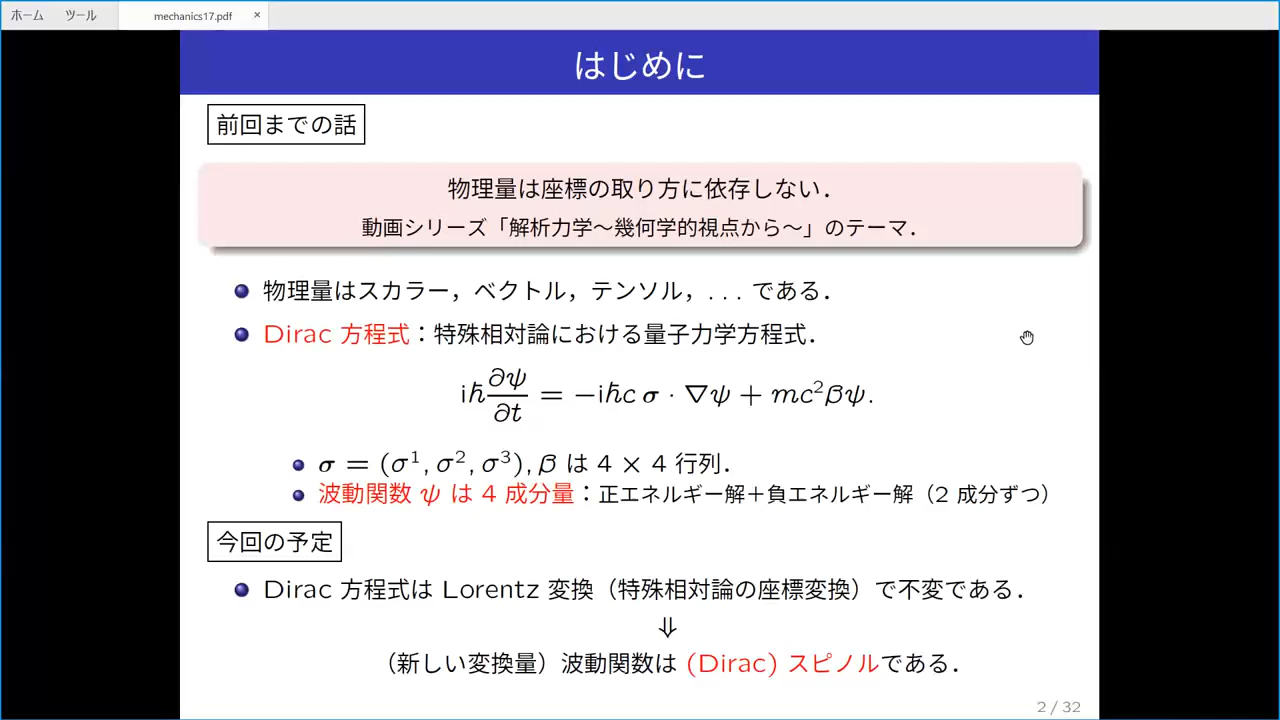 ホーム ツール mechanics17.pdf ×
はじめに
前回までの話
物理量は座標の取り方に依存しない．
動画シリーズ「解析力学～幾何学的視点から～」のテーマ．
物理量はスカラー，ベクトル，テンソル，... である．
Dirac 方程式：特殊相対論における量子力学方程式．
iℏ ∂ψ/∂t = −iℏc σ · ∇ψ + mc²βψ.
σ = (σ¹, σ², σ³), β は 4 × 4 行列．
波動関数 ψ は 4 成分量：正エネルギー解＋負エネルギー解（2 成分ずつ）
今回の予定
Dirac 方程式は Lorentz 変換（特殊相対論の座標変換）で不変である．
⇓
（新しい変換量）波動関数は (Dirac) スピノルである．
2 / 32